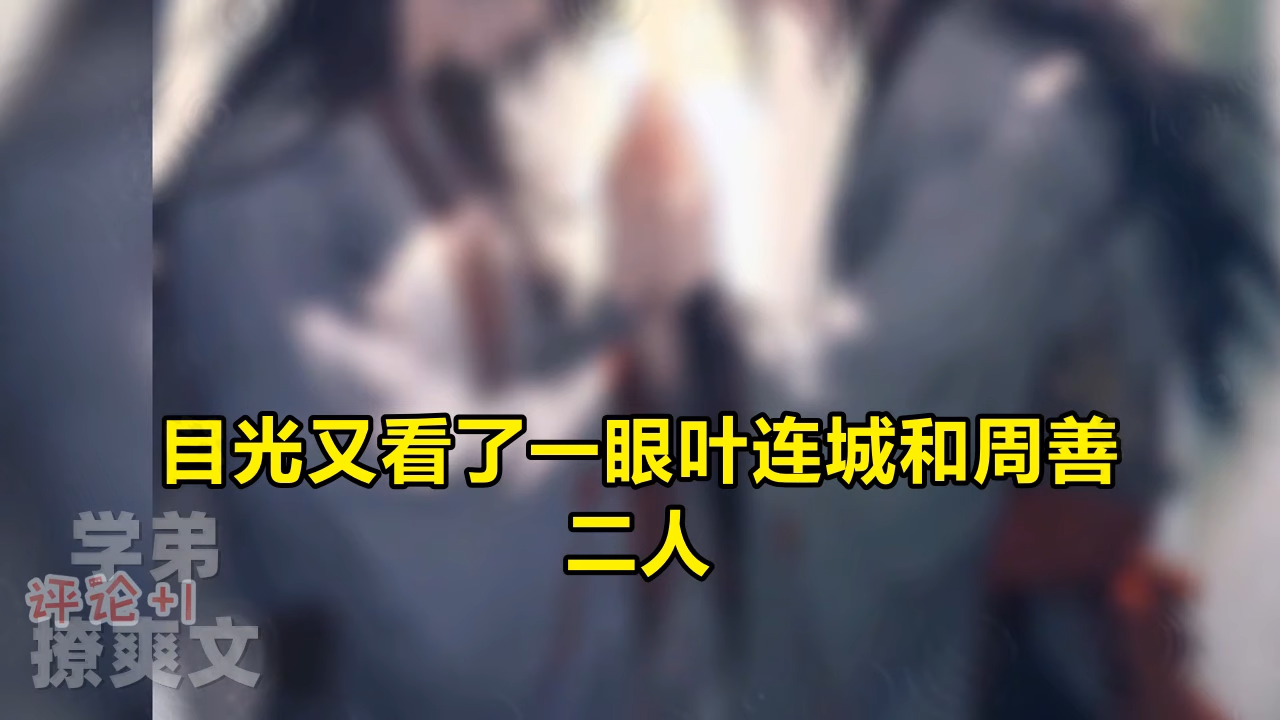 目光又看了一眼叶连城和周善
二人
学弟
评论+1
撩爽文